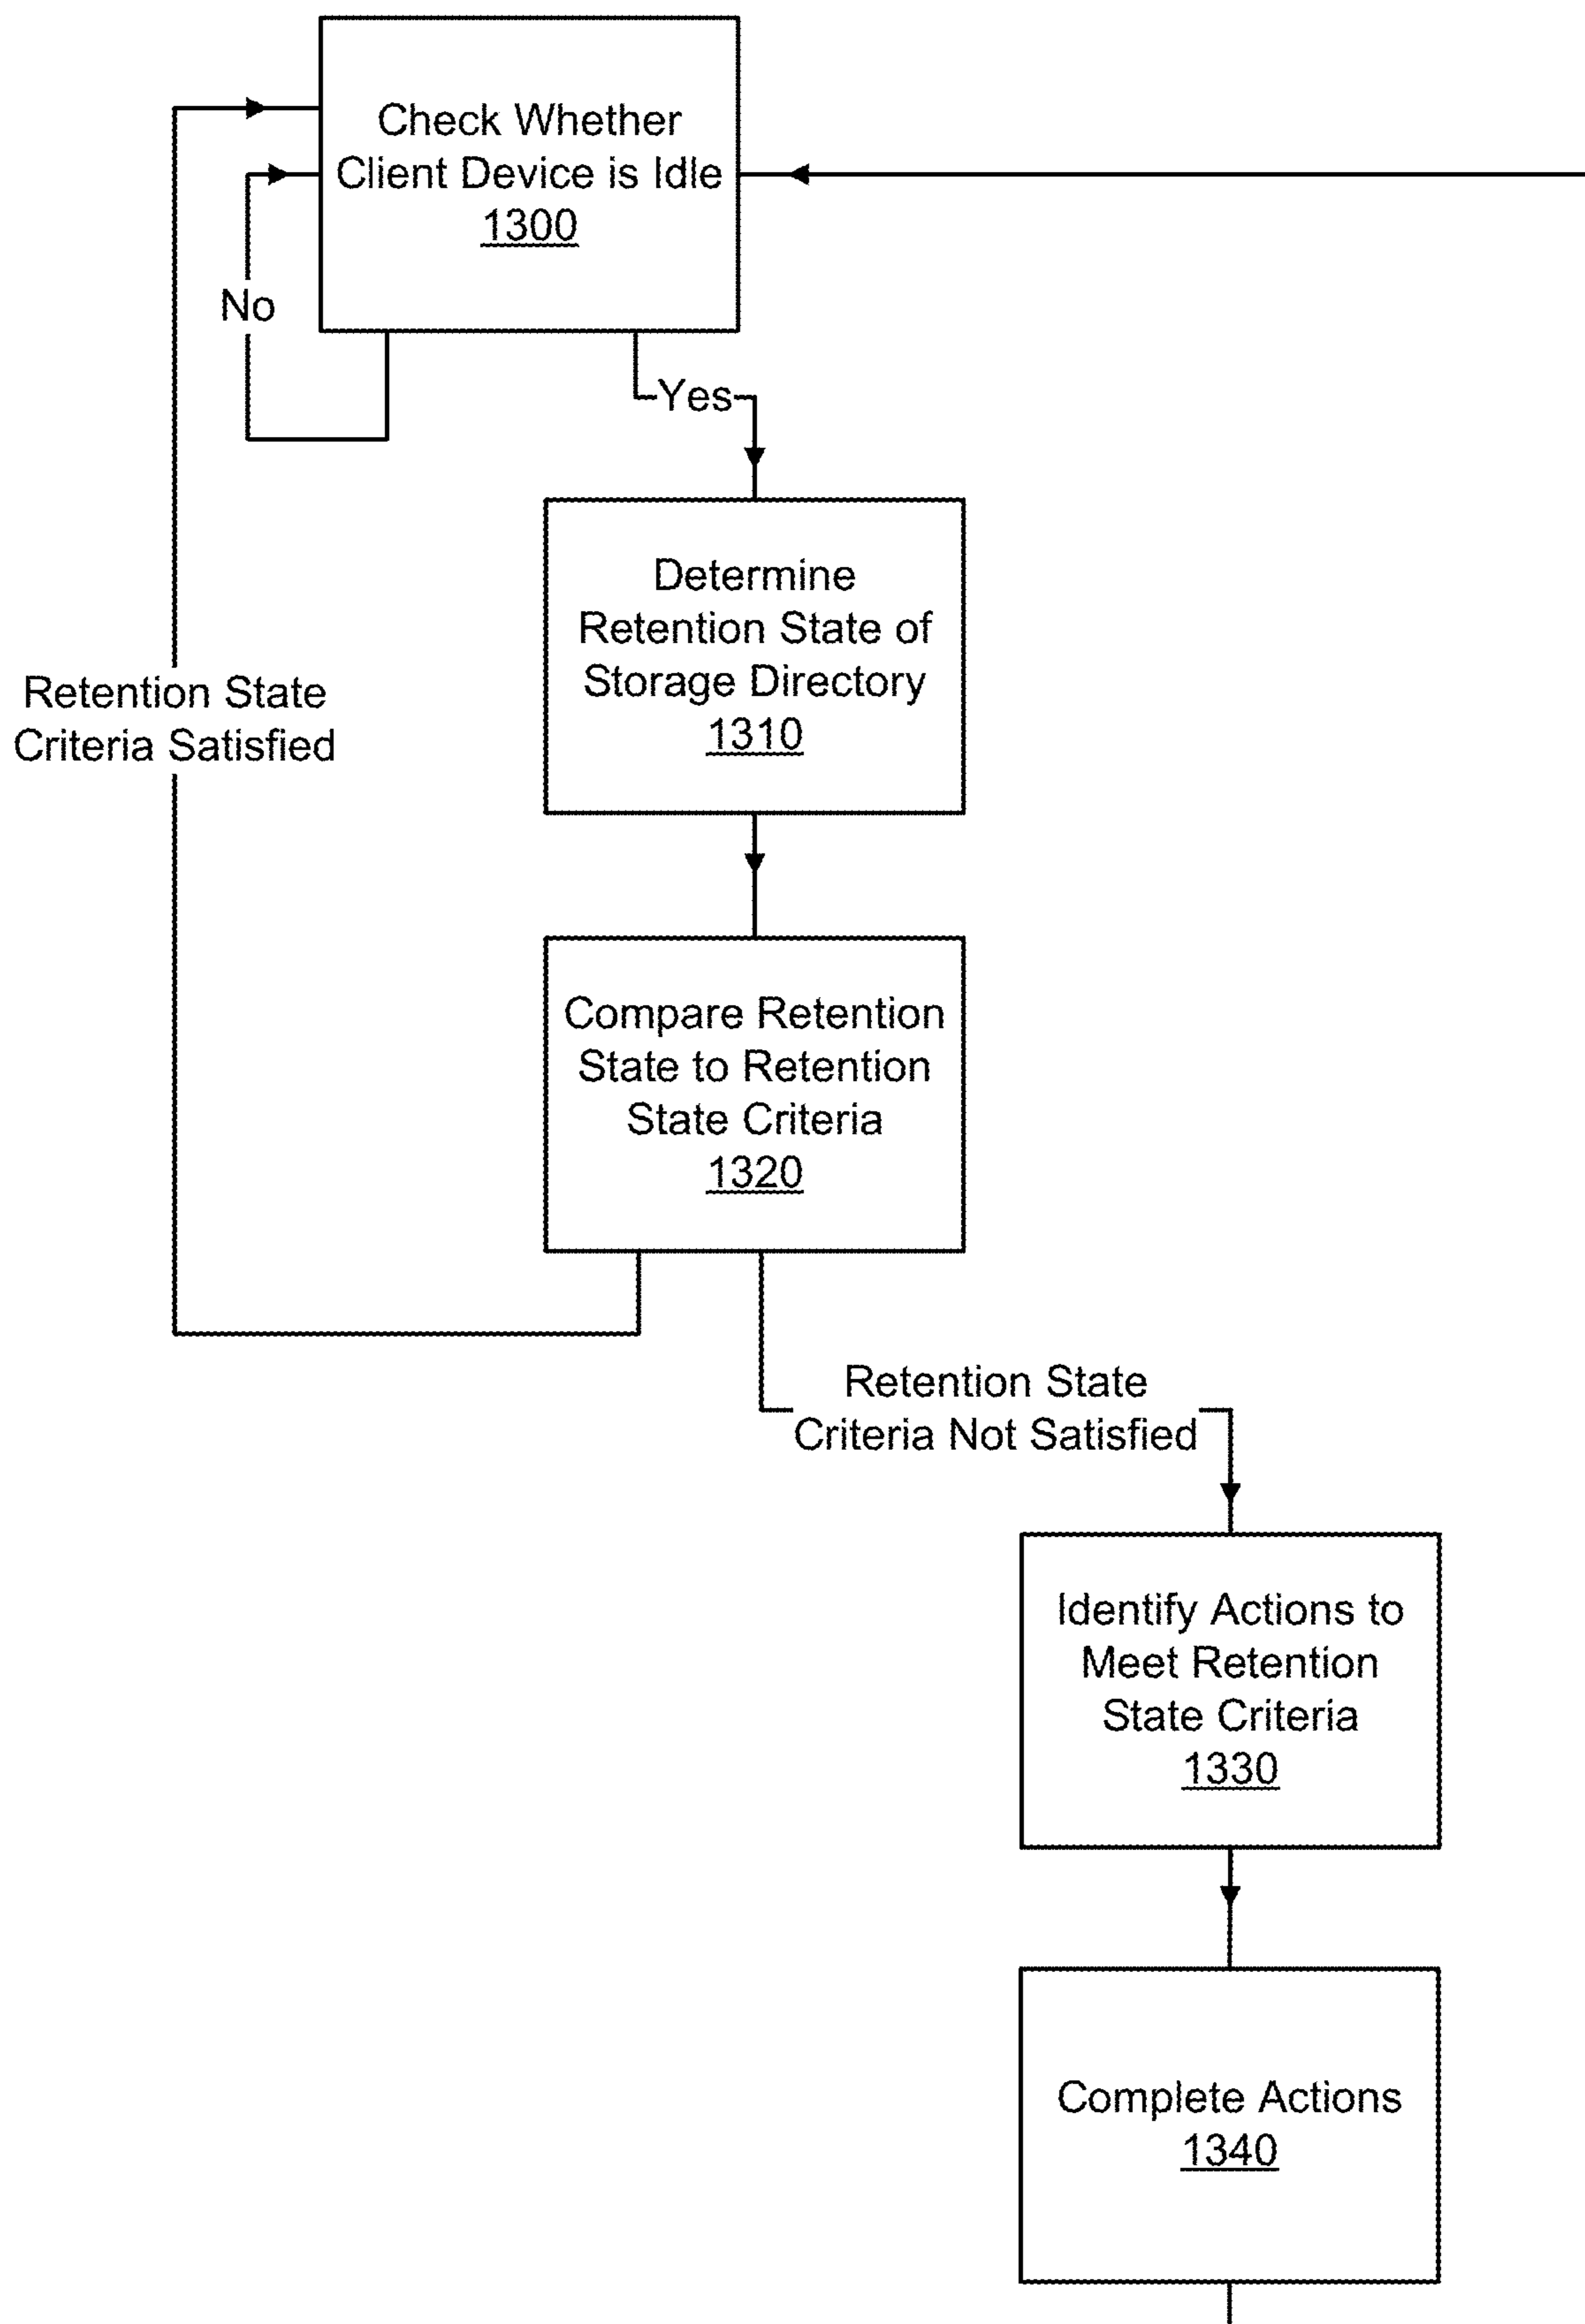 Check Whether
Client Device is Idle
1300
No
Yes
Determine
Retention State of
Storage Directory
1310
Retention State
Criteria Satisfied
Compare Retention
State to Retention
State Criteria
1320
Retention State
Criteria Not Satisfied
Identify Actions to
Meet Retention
State Criteria
1330
Complete Actions
1340